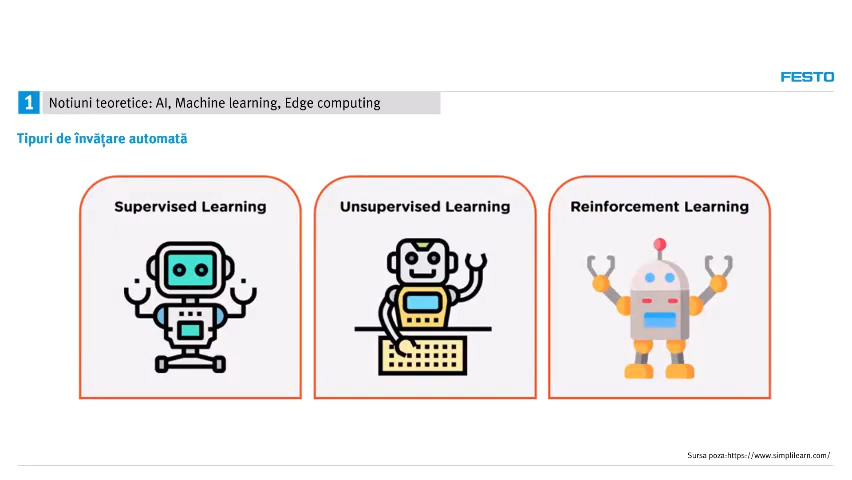 FESTO
1 Notiuni teoretice: AI, Machine learning, Edge computing
Tipuri de învățare automată
Supervised Learning
Unsupervised Learning
Reinforcement Learning
Sursa poza:https://www.simplilearn.com/